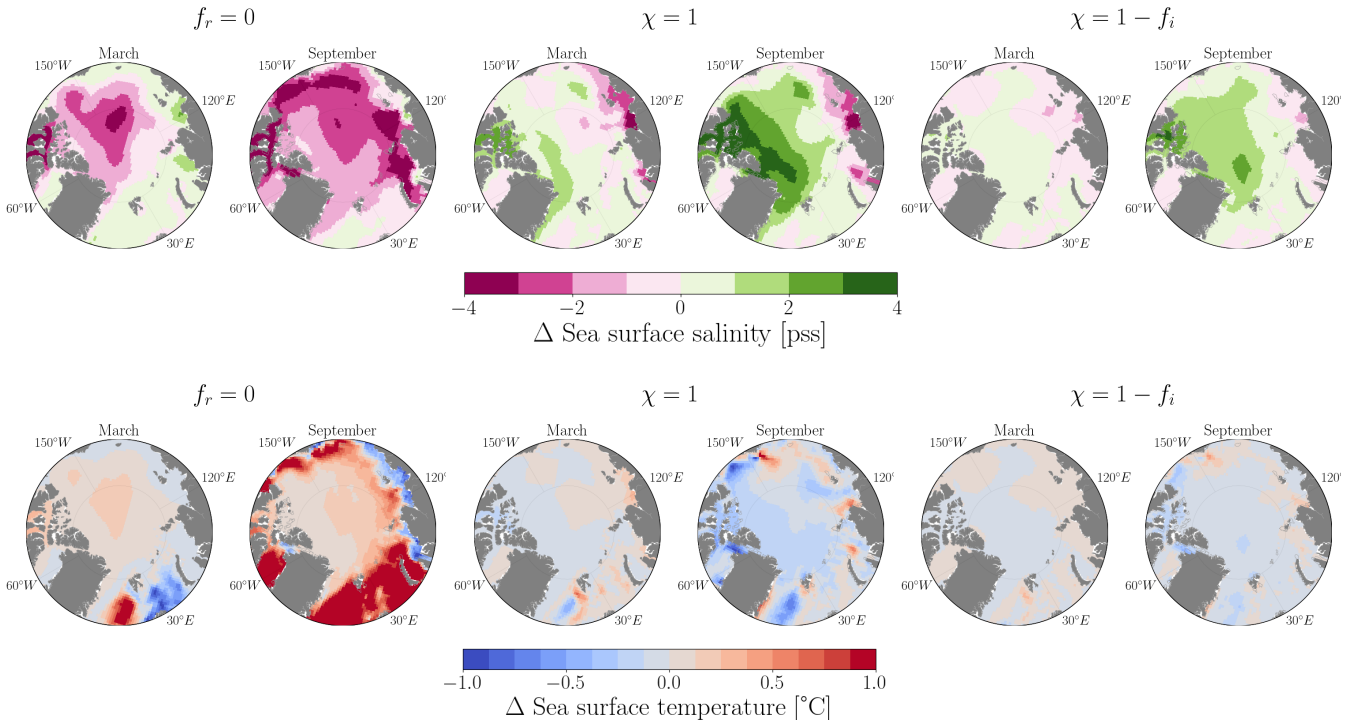 f_r = 0 χ = 1 χ = 1 − f_i
March September March September March September
150°W 150°W 150°W 150°W 150°W 150°W
120°E 120° 120°E 120° 120°E 120°
60°W 60°W 60°W 60°W 60°W 60°W
30°E 30°E 30°E 30°E 30°E 30°E
−4 −2 0 2 4
Δ Sea surface salinity [pss]
f_r = 0 χ = 1 χ = 1 − f_i
March September March September March September
150°W 150°W 150°W 150°W 150°W 150°W
120°E 120° 120°E 120° 120°E 120°
60°W 60°W 60°W 60°W 60°W 60°W
30°E 30°E 30°E 30°E 30°E 30°E
−1.0 −0.5 0.0 0.5 1.0
Δ Sea surface temperature [°C]